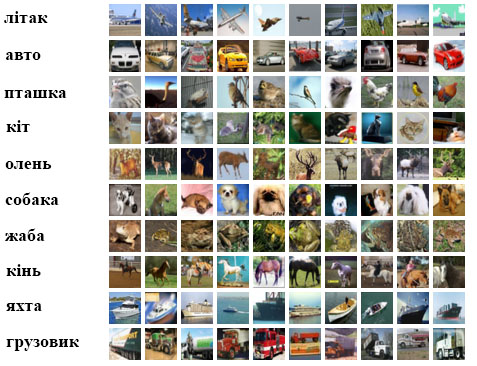 літак
авто
пташка
кіт
олень
собака
жаба
кінь
яхта
грузовик